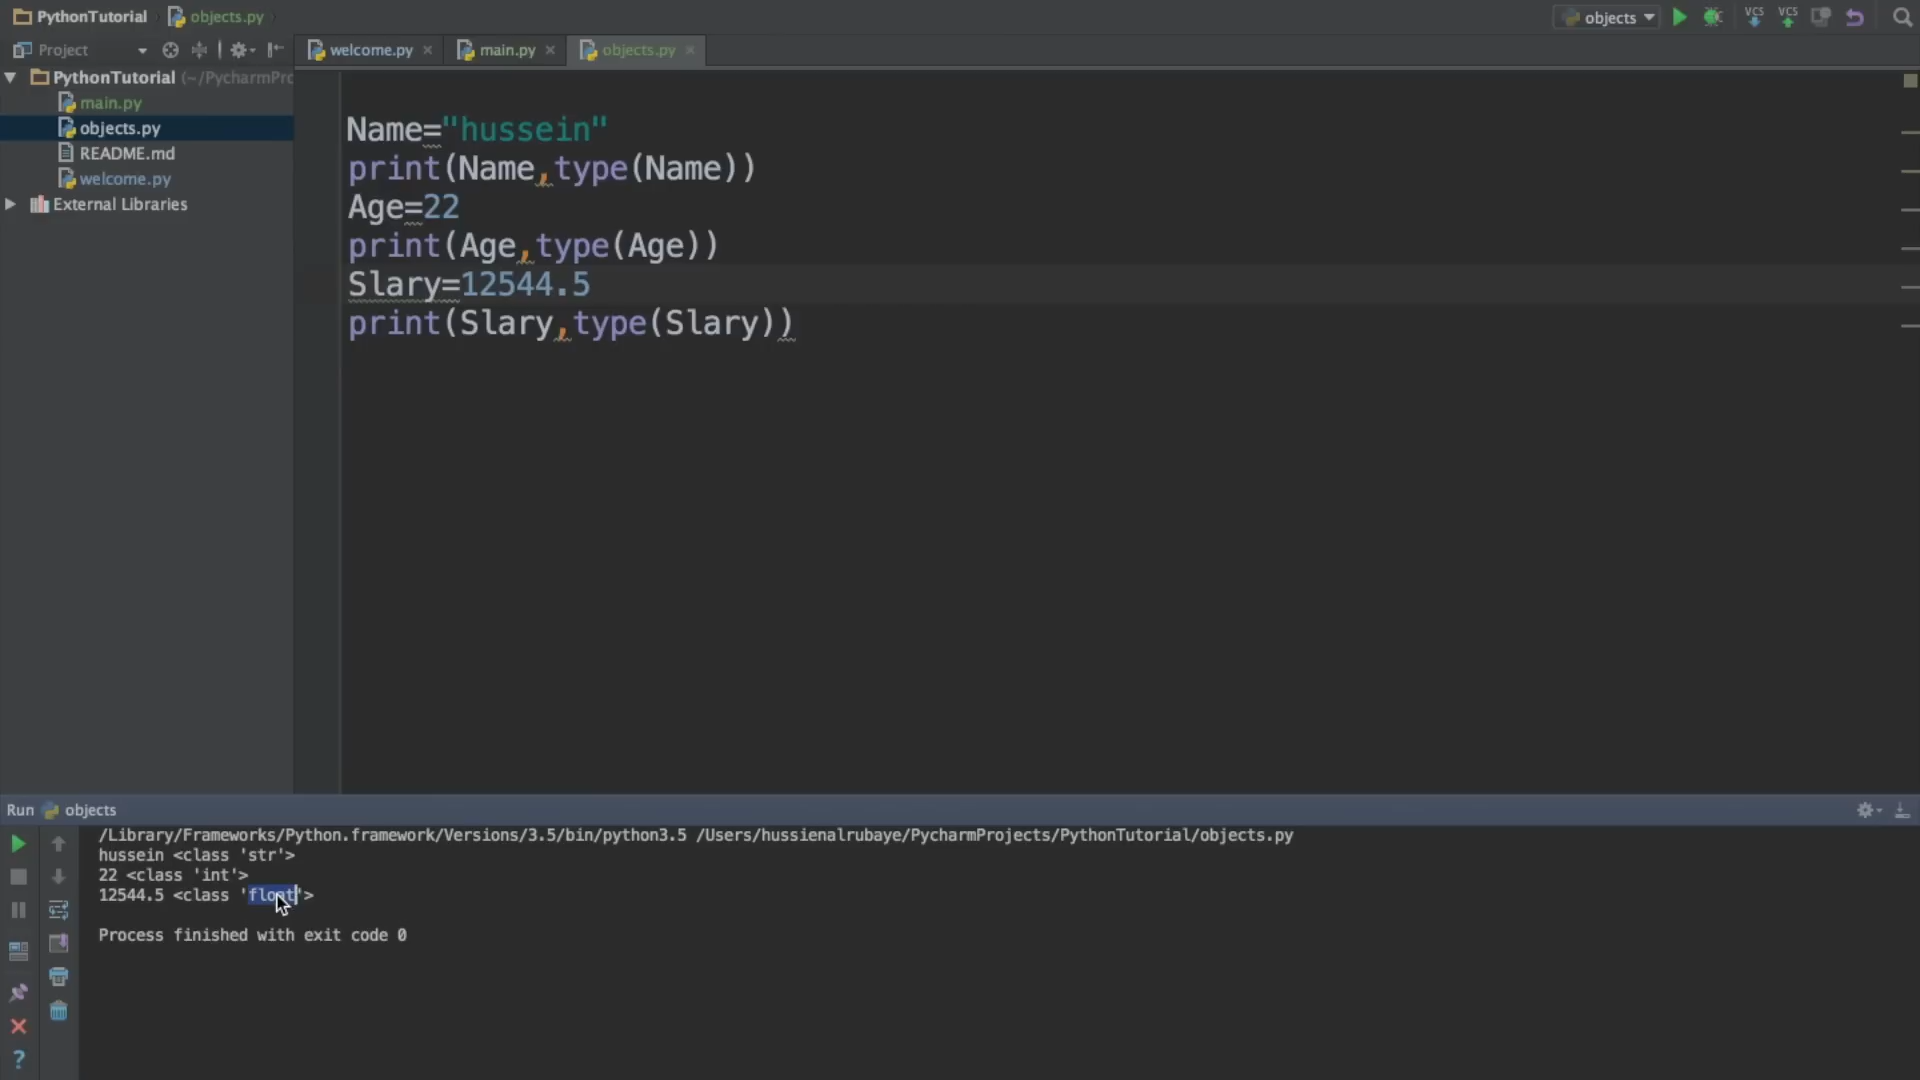 PythonTutorial objects.py
objects VCS VCS
Project
welcome.py main.py objects.py
PythonTutorial (~/PycharmPro
main.py
objects.py
README.md
welcome.py
External Libraries
Name="hussein"
print(Name,type(Name))
Age=22
print(Age,type(Age))
Slary=12544.5
print(Slary,type(Slary))
Run objects
/Library/Frameworks/Python.framework/Versions/3.5/bin/python3.5 /Users/hussienalrubaye/PycharmProjects/PythonTutorial/objects.py
hussein <class 'str'>
22 <class 'int'>
12544.5 <class 'float'>
Process finished with exit code 0